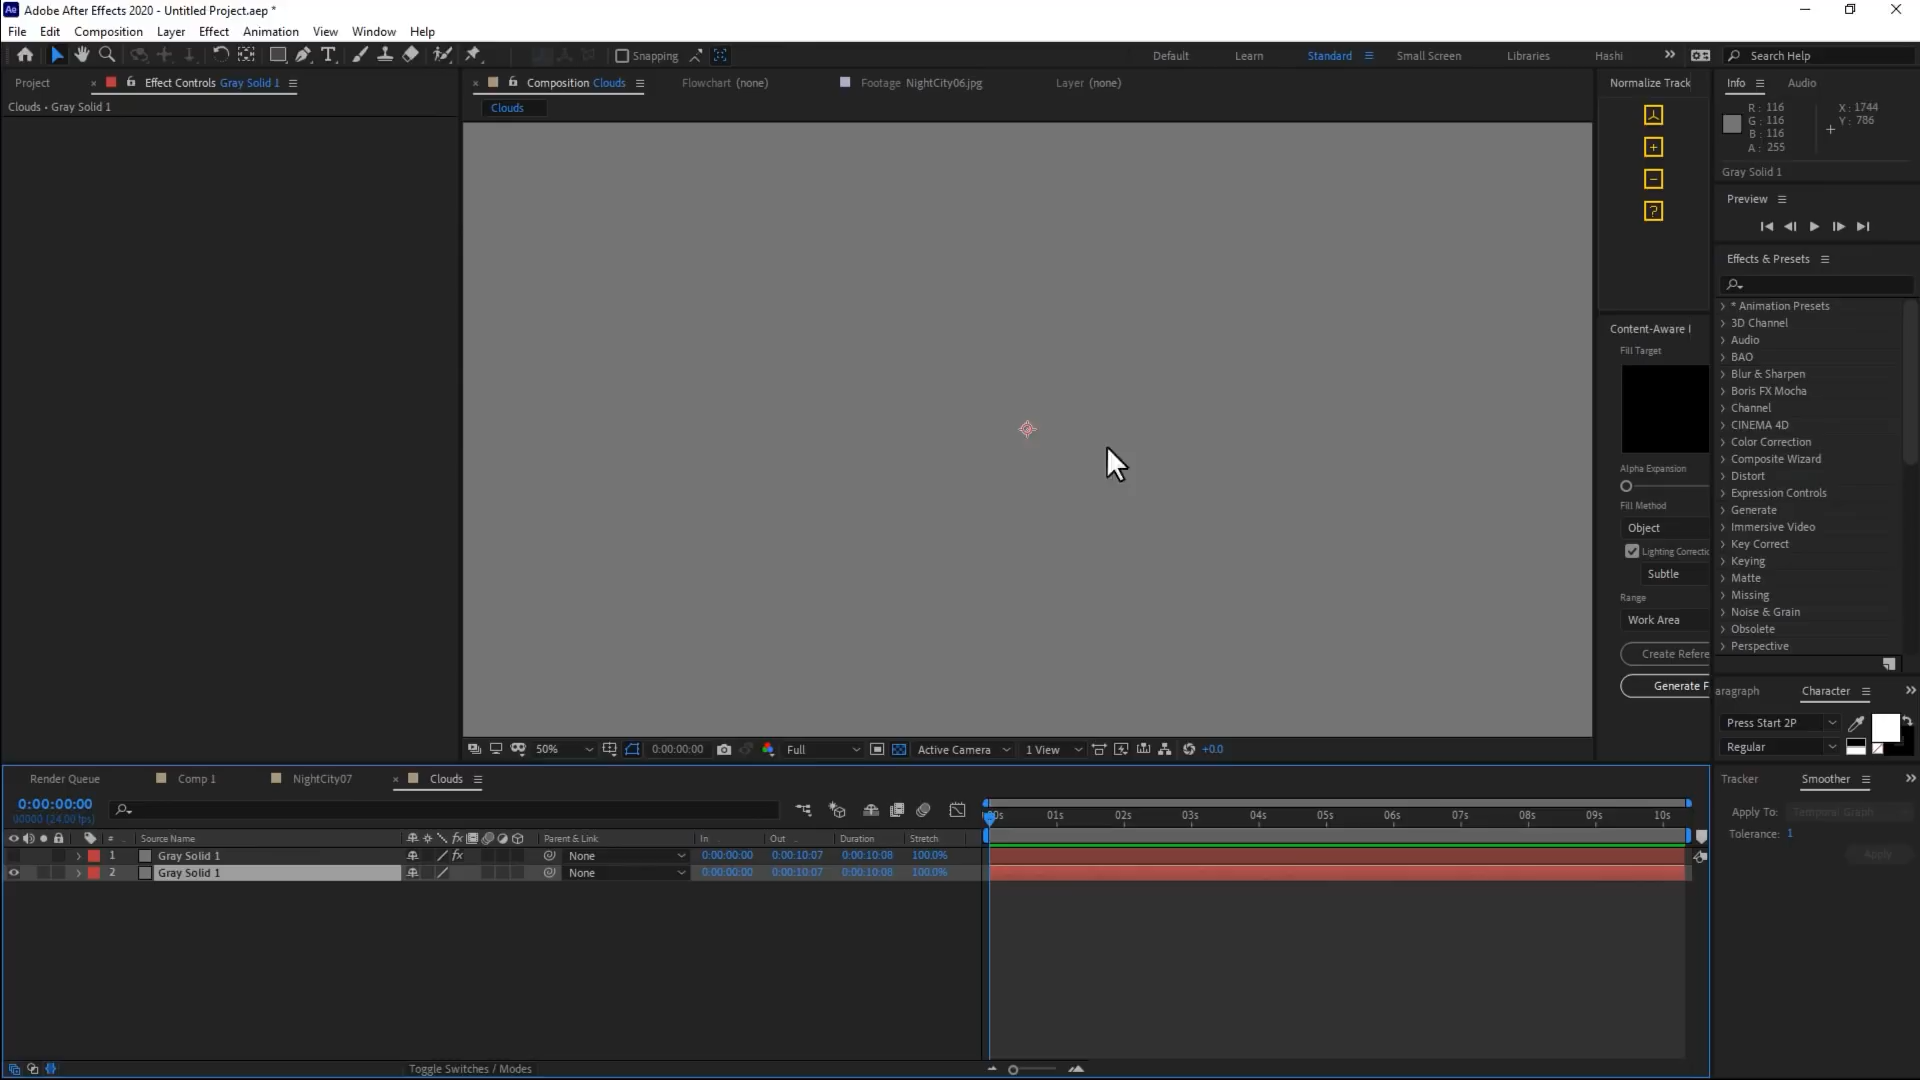 Adobe After Effects 2020 - Untitled Project.aep *
File Edit Composition Layer Effect Animation View Window Help
Snapping Default Learn Standard Small Screen Libraries Hashi Search Help
Project Effect Controls Gray Solid 1 Composition Clouds Flowchart (none) Footage NightCity06.jpg Layer (none) Normalize Track Info Audio
Clouds • Gray Solid 1
Clouds
R: 116
G: 116
B: 116
A: 255
X: 1744
Y: 786
Gray Solid 1
Preview
Effects & Presets
* Animation Presets
3D Channel
Audio
BAO
Blur & Sharpen
Boris FX Mocha
Channel
CINEMA 4D
Color Correction
Composite Wizard
Distort
Expression Controls
Generate
Immersive Video
Key Correct
Keying
Matte
Missing
Noise & Grain
Obsolete
Perspective
Content-Aware
Fill Target
Alpha Expansion
Fill Method
Object
Lighting Correctio
Subtle
Range
Work Area
Create Refere
Generate F
aragraph Character
Press Start 2P
Regular
Tracker Smoother
Apply To: Temporal Graph
Tolerance: 1
Apply
50% 0:00:00:00 Full Active Camera 1 View +0.0
Render Queue Comp 1 NightCity07 Clouds
0:00:00:00
00000 (24.00 fps)
:00s 01s 02s 03s 04s 05s 06s 07s 08s 09s 10s
# Source Name Parent & Link In Out Duration Stretch
1 Gray Solid 1 fx None 0:00:00:00 0:00:10:07 0:00:10:08 100.0%
2 Gray Solid 1 None 0:00:00:00 0:00:10:07 0:00:10:08 100.0%
Toggle Switches / Modes